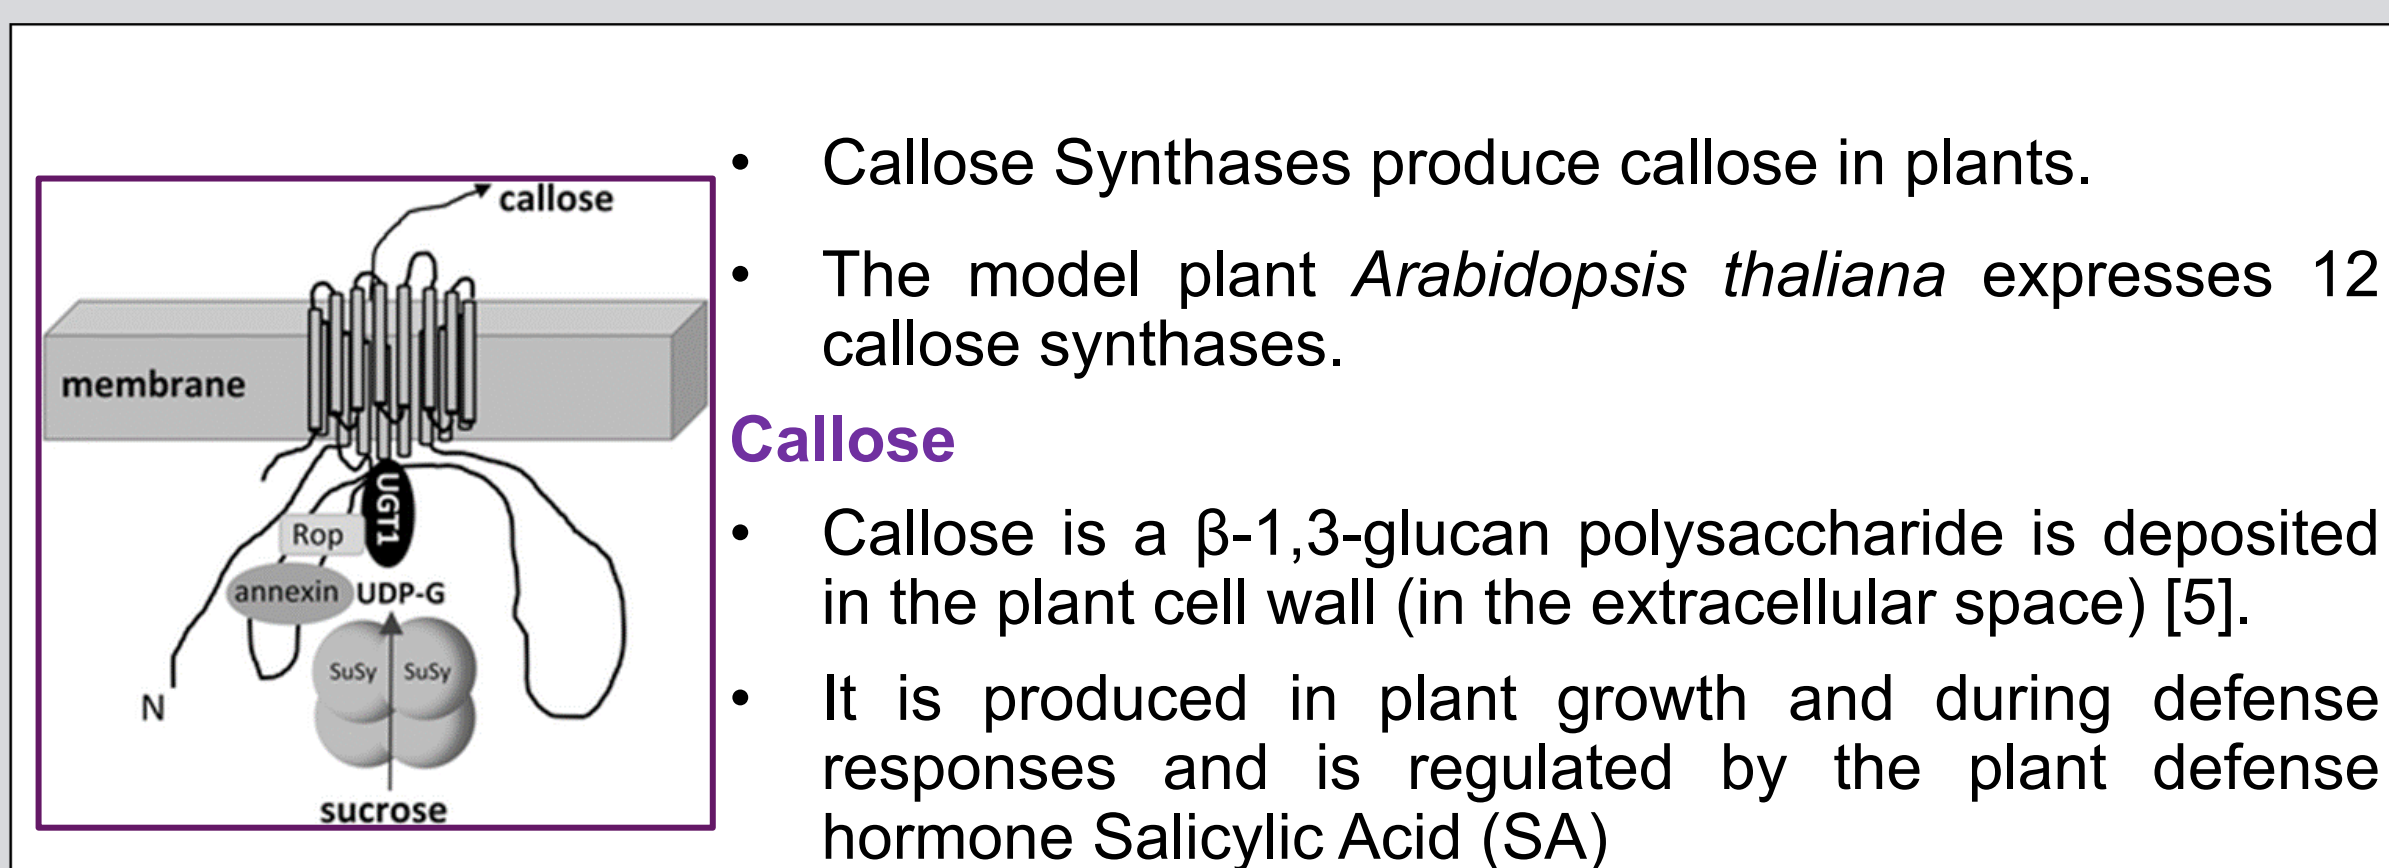 callose
membrane
UGT1
Rop
annexin UDP-G
SuSy SuSy
N
sucrose
• Callose Synthases produce callose in plants.
• The model plant Arabidopsis thaliana expresses 12
callose synthases.
Callose
• Callose is a β-1,3-glucan polysaccharide is deposited
in the plant cell wall (in the extracellular space) [5].
• It is produced in plant growth and during defense
responses and is regulated by the plant defense
hormone Salicylic Acid (SA)